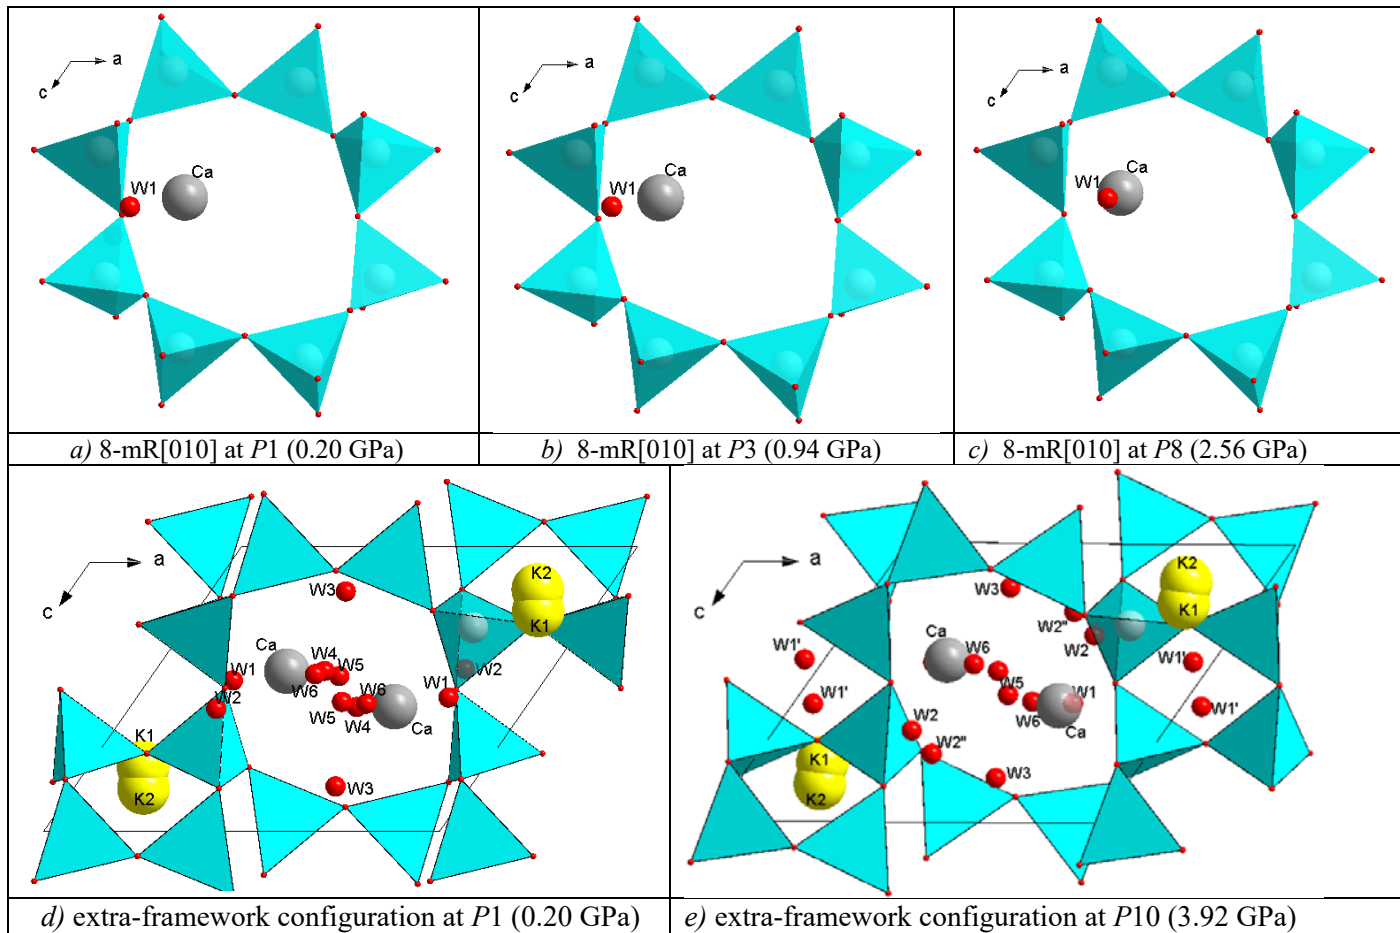 a
c
Ca
W1
a
c
Ca
W1
a
c
Ca
W1
a) 8-mR[010] at P1 (0.20 GPa)
b) 8-mR[010] at P3 (0.94 GPa)
c) 8-mR[010] at P8 (2.56 GPa)
a
c
K2
K1
W3
Ca
W4
W5
W6
W1
W2
W2
W1
W5
W6
W4
Ca
K1
K2
W3
a
c
K2
K1
W3
W2"
W2
Ca
W6
W1'
W1'
W5
W1
W1'
W1'
W6
Ca
W2
W2"
K1
K2
W3
d) extra-framework configuration at P1 (0.20 GPa)
e) extra-framework configuration at P10 (3.92 GPa)